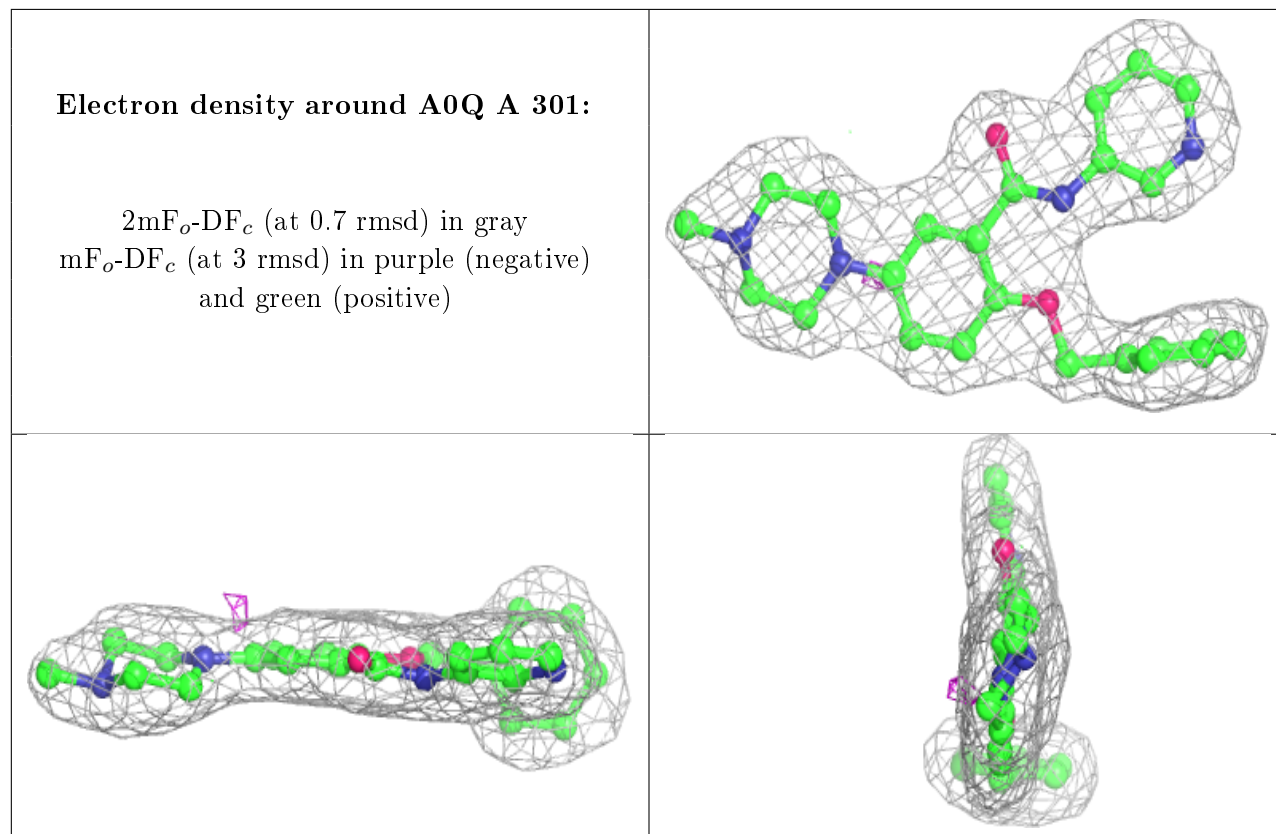 Electron density around A0Q A 301:
2mFo-DFc (at 0.7 rmsd) in gray
mFo-DFc (at 3 rmsd) in purple (negative)
and green (positive)